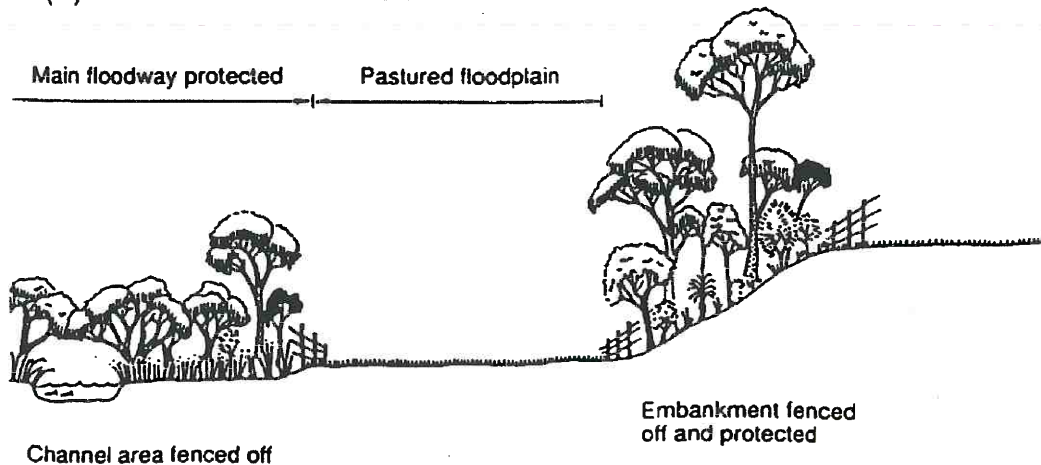 Main floodway protected
Pastured floodplain
Embankment fenced
off and protected
Channel area fenced off